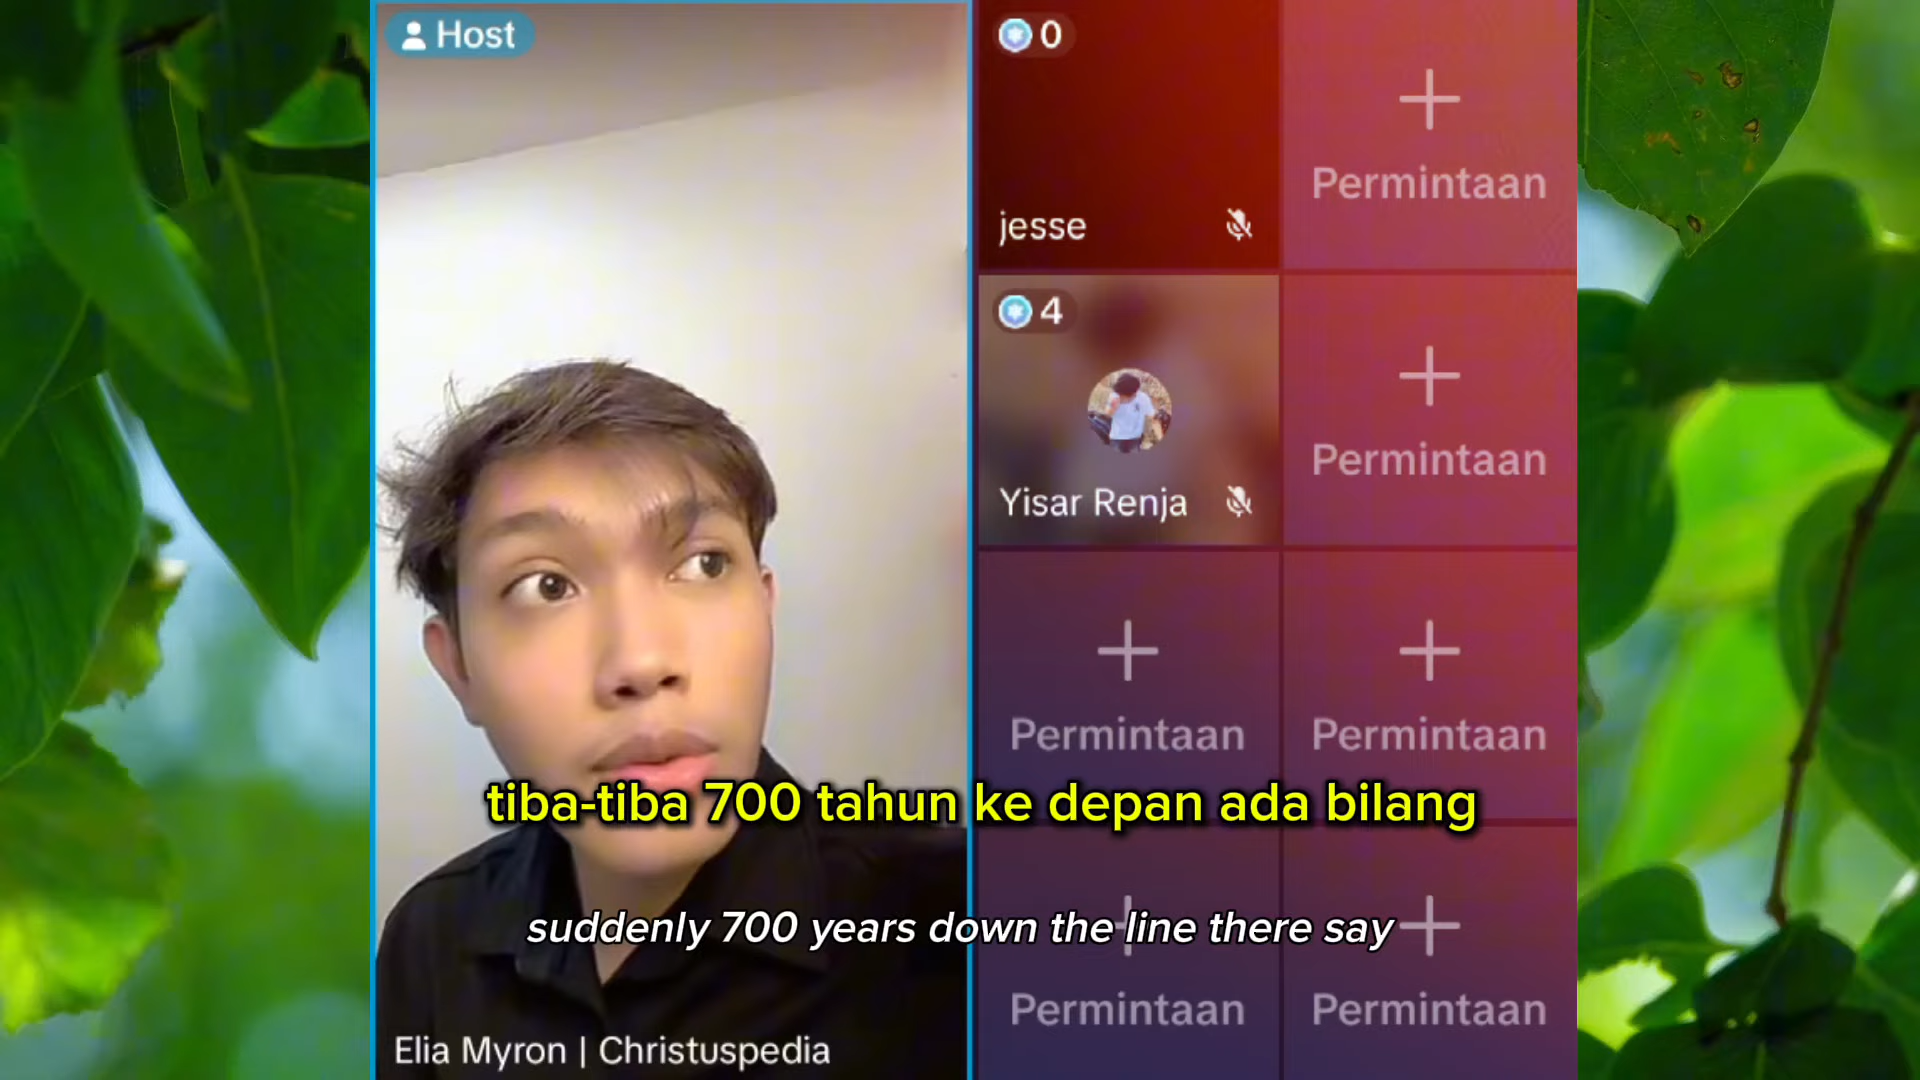 Host
0
jesse
Permintaan
4
Yisar Renja
Permintaan
Permintaan
Permintaan
tiba-tiba 700 tahun ke depan ada bilang
suddenly 700 years down the line there say
Permintaan
Permintaan
Elia Myron | Christuspedia